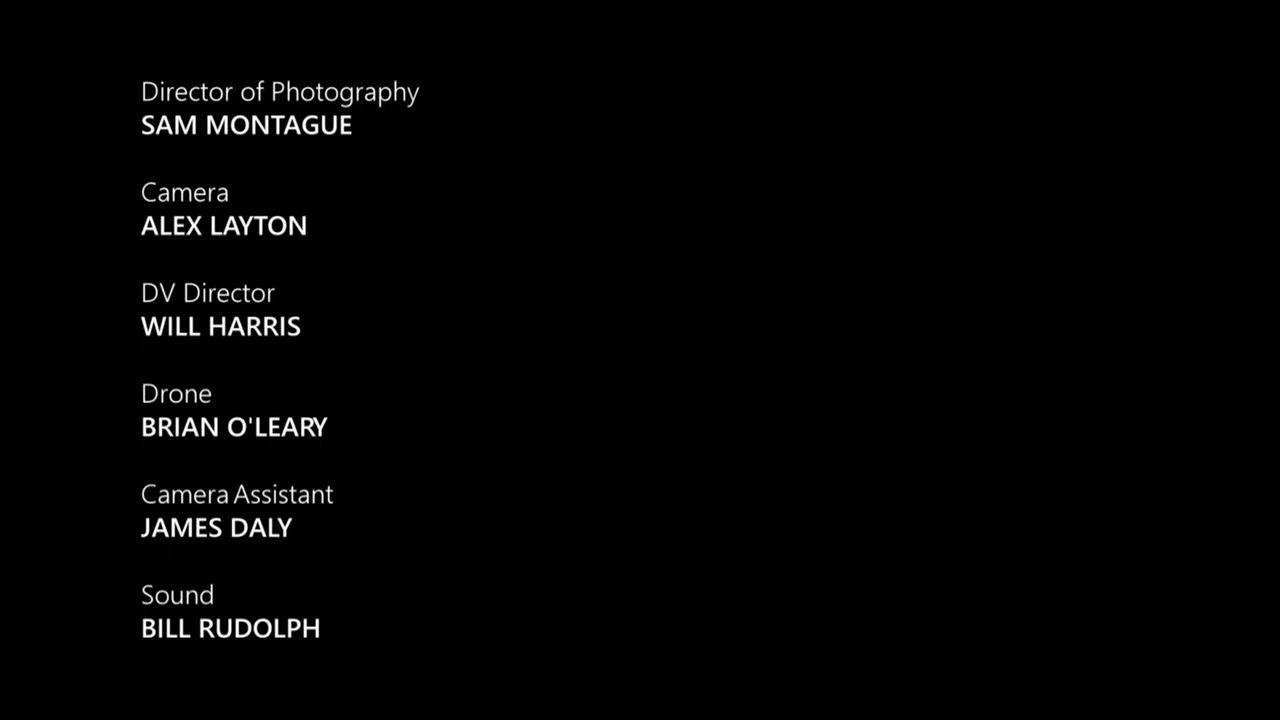 Director of Photography
SAM MONTAGUE
Camera
ALEX LAYTON
DV Director
WILL HARRIS
Drone
BRIAN O'LEARY
Camera Assistant
JAMES DALY
Sound
BILL RUDOLPH